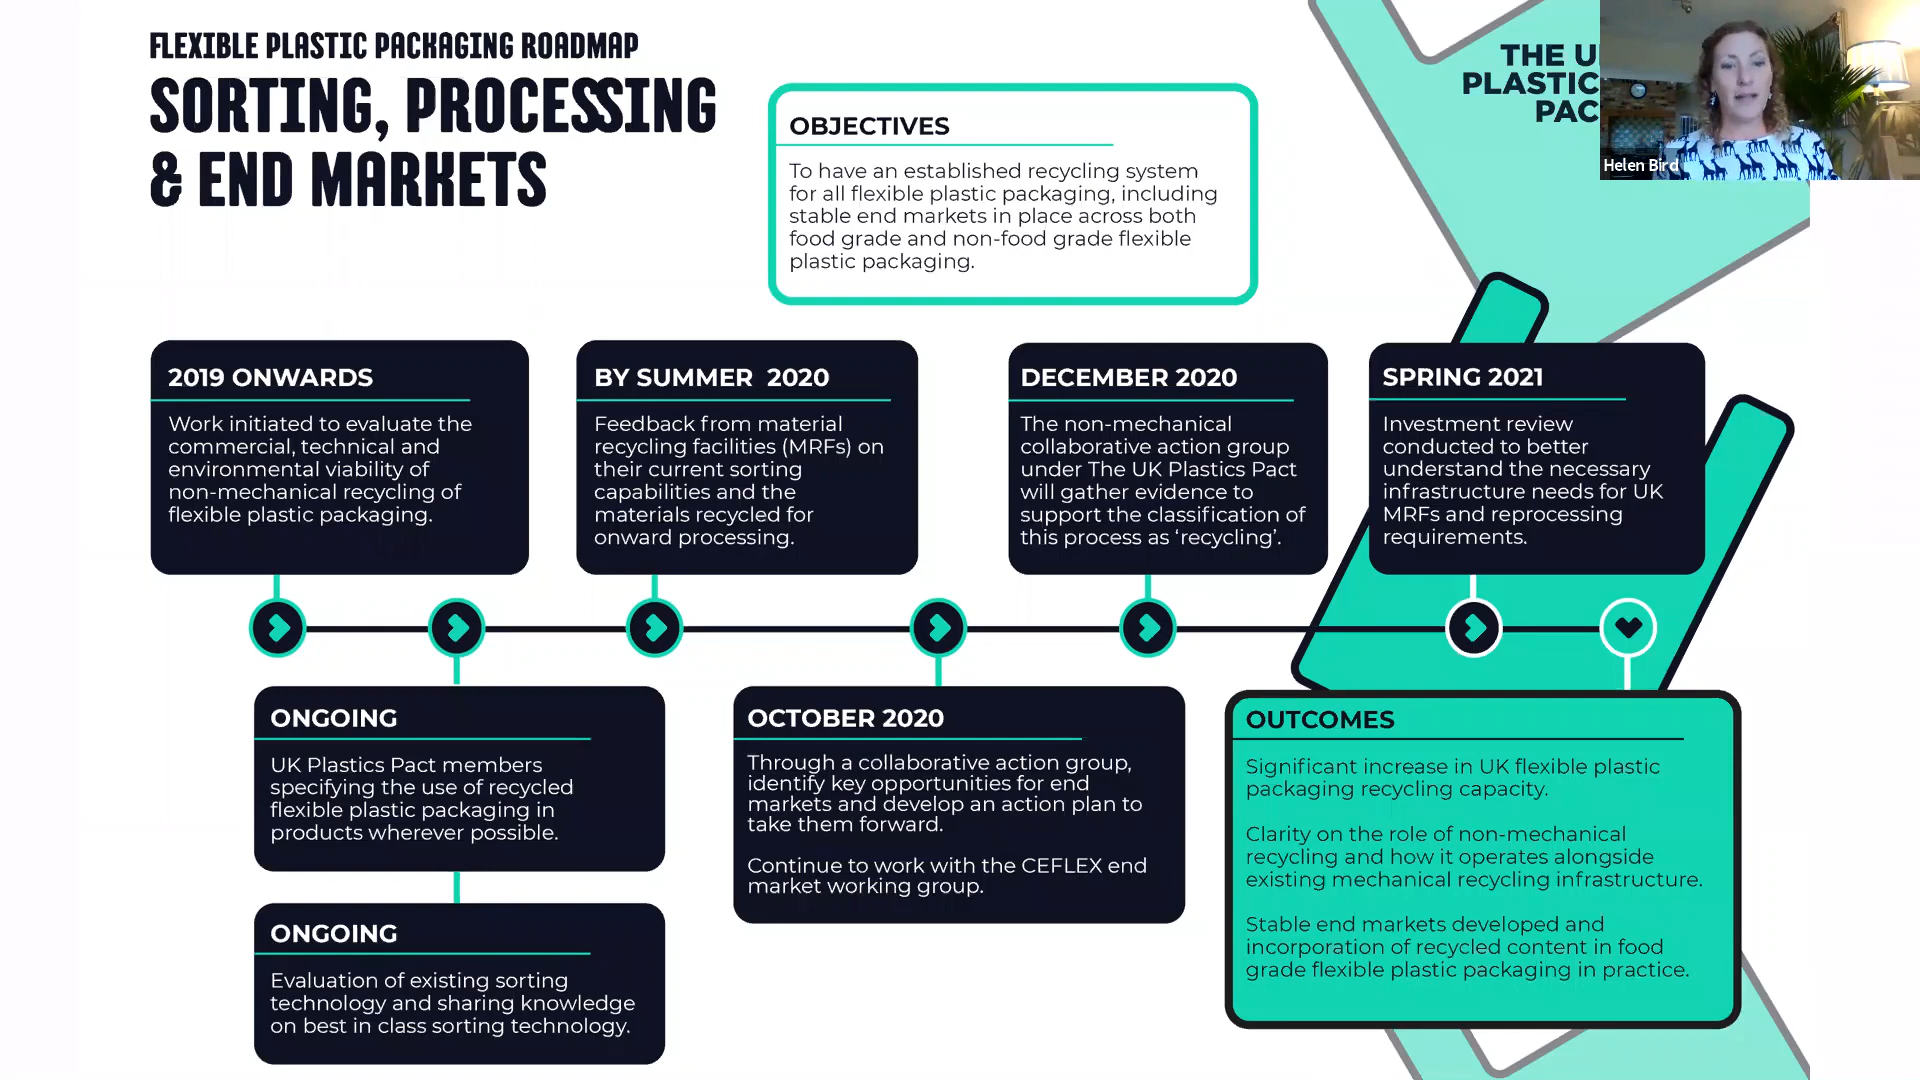 FLEXIBLE PLASTIC PACKAGING ROADMAP
SORTING, PROCESSING
& END MARKETS
OBJECTIVES
To have an established recycling system
for all flexible plastic packaging, including
stable end markets in place across both
food grade and non-food grade flexible
plastic packaging.
THE U
PLASTIC
PAC
Helen Bird
2019 ONWARDS
Work initiated to evaluate the
commercial, technical and
environmental viability of
non-mechanical recycling of
flexible plastic packaging.
BY SUMMER 2020
Feedback from material
recycling facilities (MRFs) on
their current sorting
capabilities and the
materials recycled for
onward processing.
DECEMBER 2020
The non-mechanical
collaborative action group
under The UK Plastics Pact
will gather evidence to
support the classification of
this process as ‘recycling’.
SPRING 2021
Investment review
conducted to better
understand the necessary
infrastructure needs for UK
MRFs and reprocessing
requirements.
ONGOING
UK Plastics Pact members
specifying the use of recycled
flexible plastic packaging in
products wherever possible.
ONGOING
Evaluation of existing sorting
technology and sharing knowledge
on best in class sorting technology.
OCTOBER 2020
Through a collaborative action group,
identify key opportunities for end
markets and develop an action plan to
take them forward.
Continue to work with the CEFLEX end
market working group.
OUTCOMES
Significant increase in UK flexible plastic
packaging recycling capacity.
Clarity on the role of non-mechanical
recycling and how it operates alongside
existing mechanical recycling infrastructure.
Stable end markets developed and
incorporation of recycled content in food
grade flexible plastic packaging in practice.